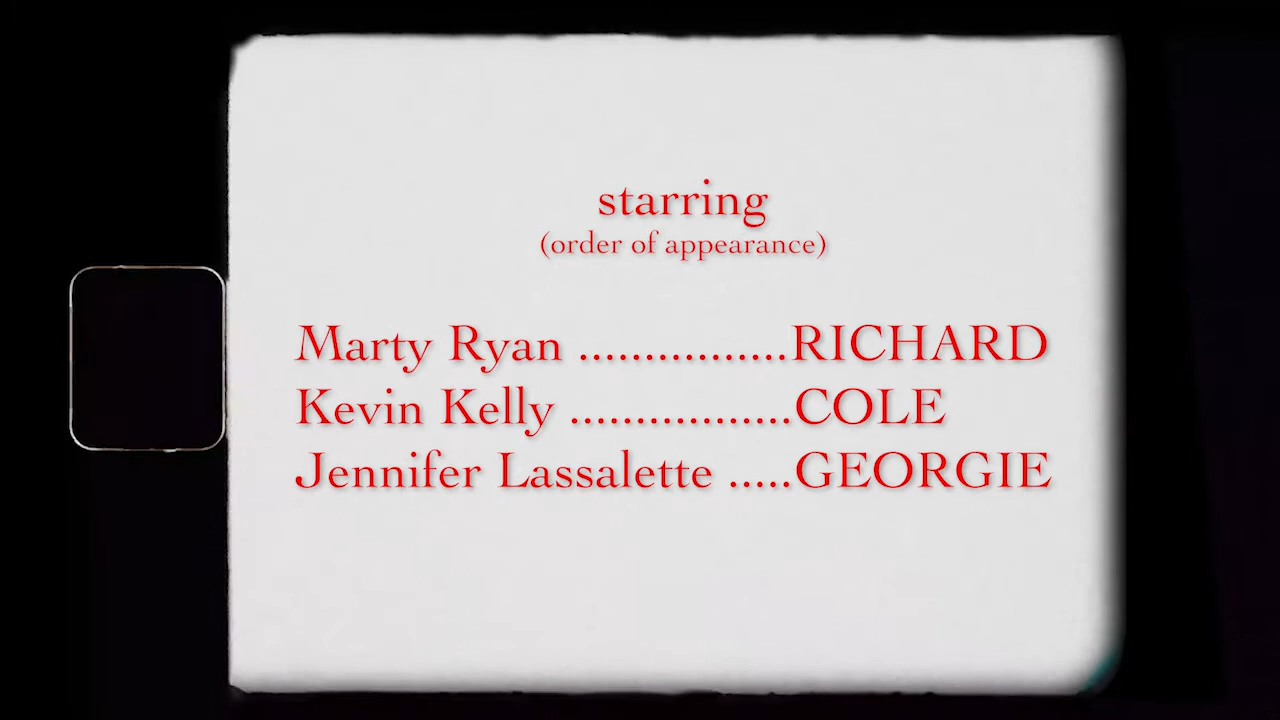 starring
(order of appearance)
Marty Ryan ................RICHARD
Kevin Kelly .................COLE
Jennifer Lassalette .....GEORGIE